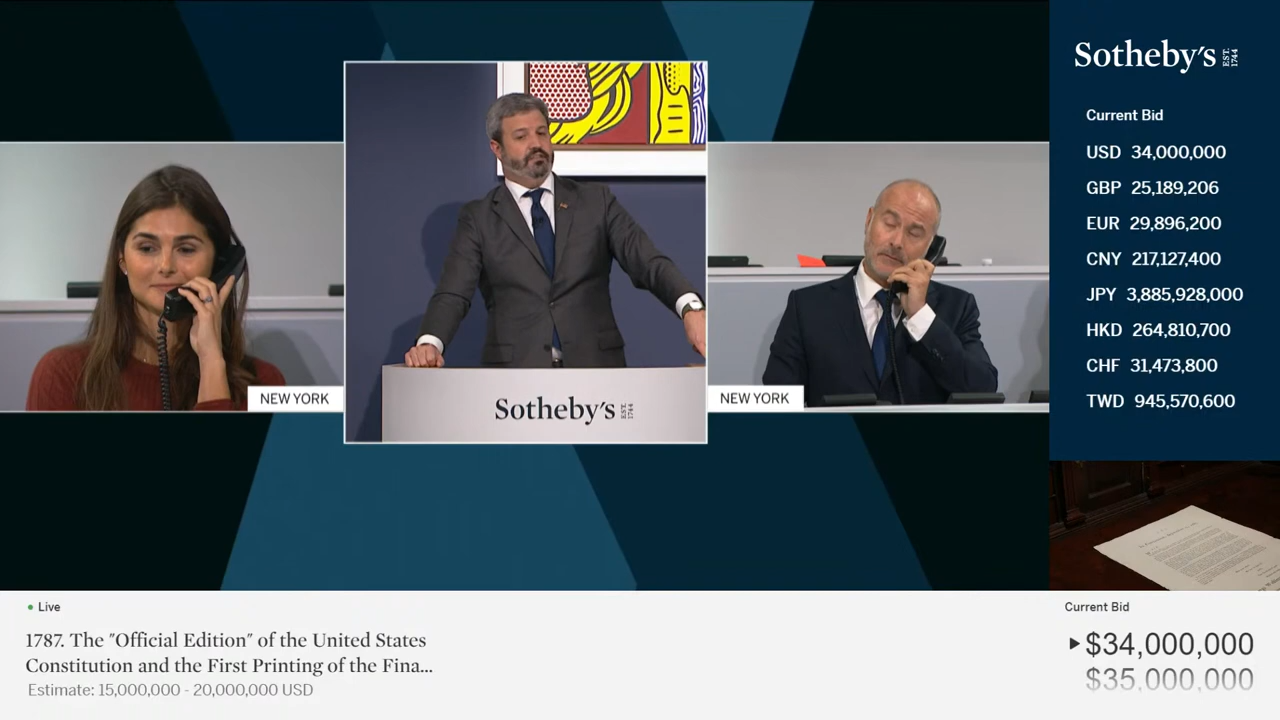 Sotheby's EST. 1744
Current Bid
USD 34,000,000
GBP 25,189,206
EUR 29,896,200
CNY 217,127,400
JPY 3,885,928,000
HKD 264,810,700
CHF 31,473,800
TWD 945,570,600
NEW YORK
Sotheby's EST. 1744
NEW YORK
Live
1787. The "Official Edition" of the United States
Constitution and the First Printing of the Fina...
Estimate: 15,000,000 - 20,000,000 USD
Current Bid
$34,000,000
$35,000,000